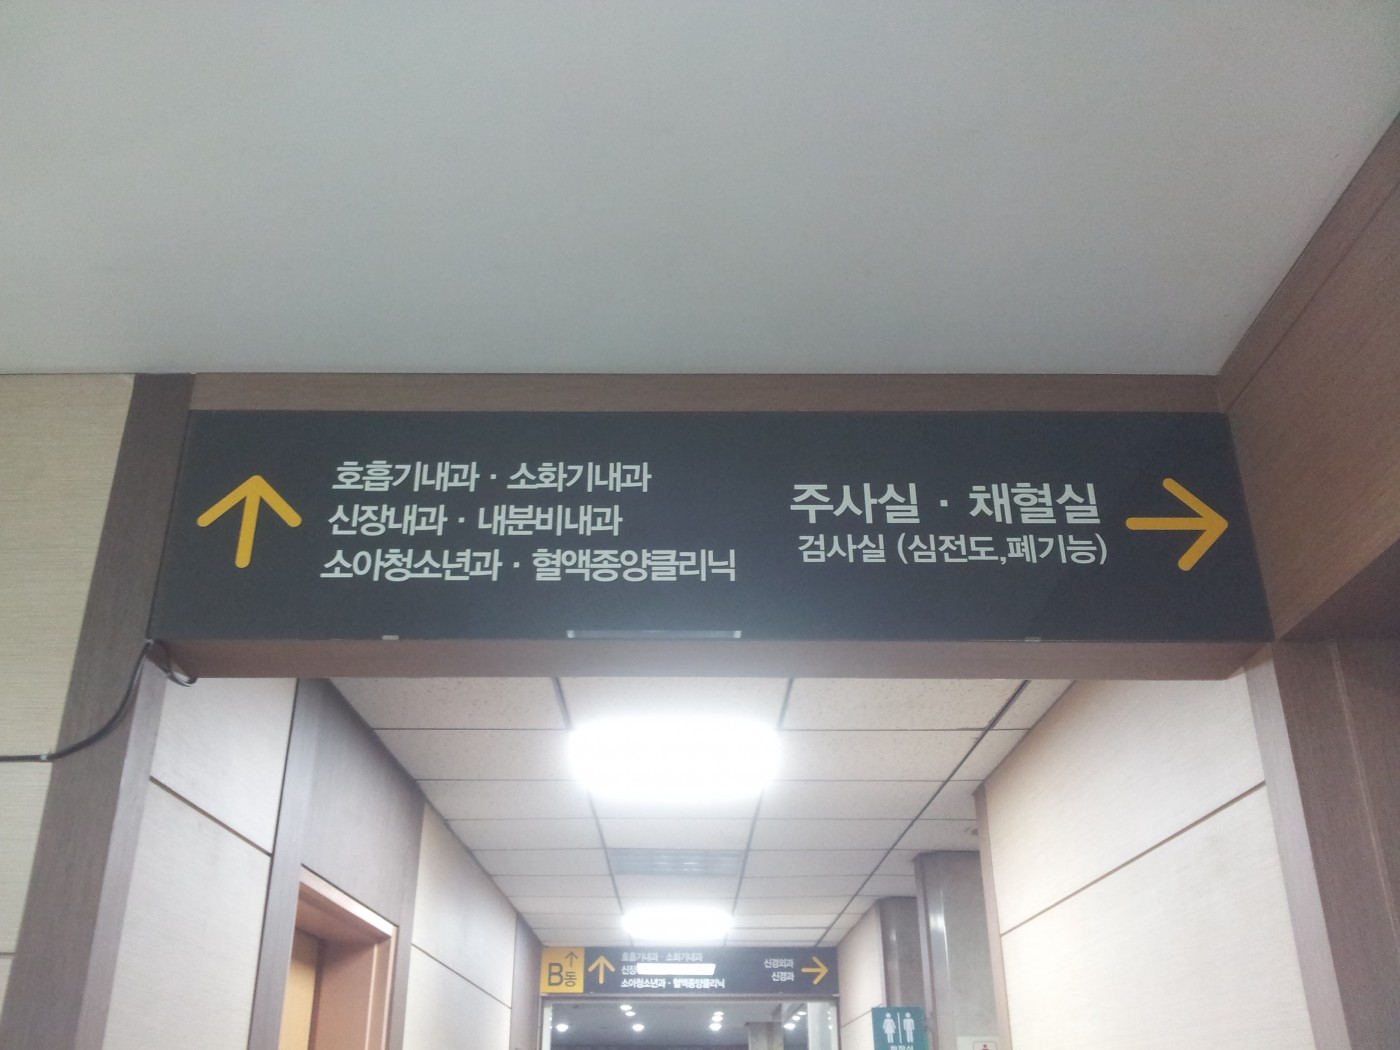 호흡기내과 · 소화기내과
신장내과 · 내분비내과
소아청소년과 · 혈액종양클리닉
주사실 · 채혈실
검사실 (심전도,폐기능)
B동
호흡기내과 · 소화기내과
신장
소아청소년과 · 혈액종양클리닉
신경외과
신경과